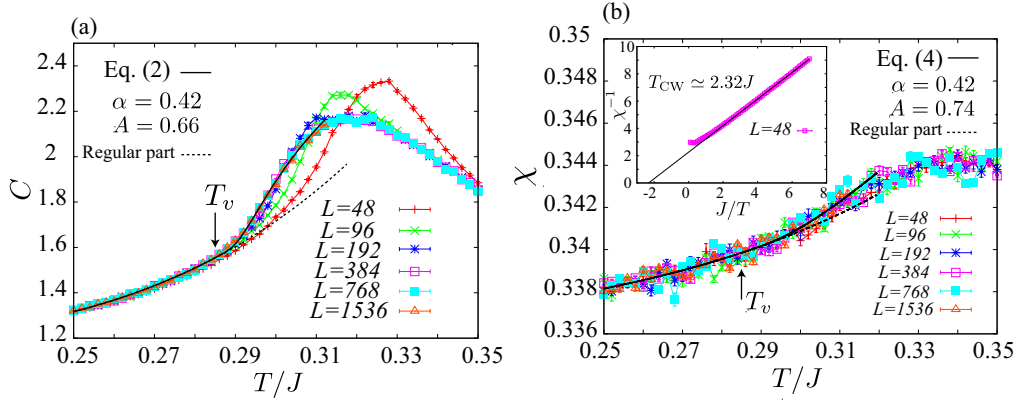 (a)
C
2.4
2.2
2
1.8
1.6
1.4
1.2
Eq. (2)
α = 0.42
A = 0.66
Regular part
T_v
L=48
L=96
L=192
L=384
L=768
L=1536
0.25 0.27 0.29 0.31 0.33 0.35
T/J
(b)
χ
0.35
0.348
0.346
0.344
0.342
0.34
0.338
0.336
χ⁻¹
10
8
6
4
2
0
T_CW ≃ 2.32J
L=48
-2 0 2 4 6 8
J/T
Eq. (4)
α = 0.42
A = 0.74
Regular part
T_v
L=48
L=96
L=192
L=384
L=768
L=1536
0.25 0.27 0.29 0.31 0.33 0.35
T/J